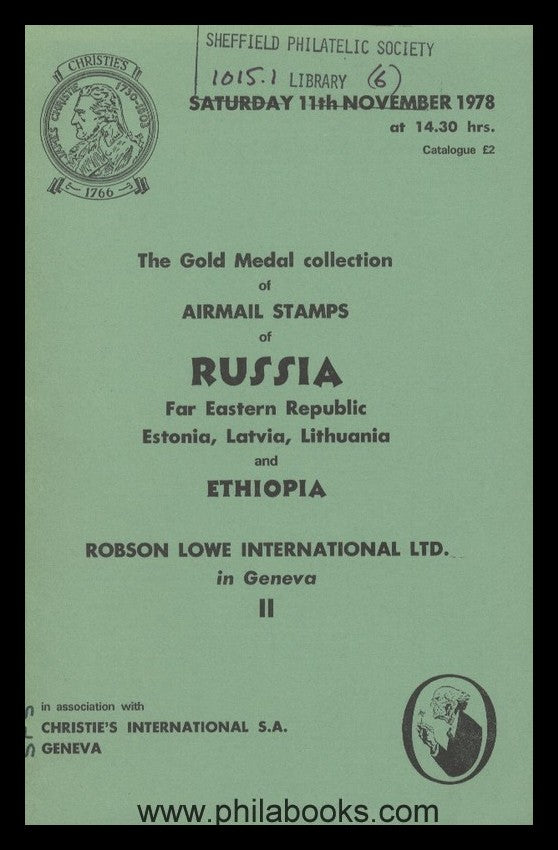 CHRISTIE'S
JAMES CHRISTIE 1730-1803
1766
SHEFFIELD PHILATELIC SOCIETY
1015.1 LIBRARY (6)
SATURDAY 11th NOVEMBER 1978
at 14.30 hrs.
Catalogue £2
The Gold Medal collection
of
AIRMAIL STAMPS
of
RUSSIA
Far Eastern Republic
Estonia, Latvia, Lithuania
and
ETHIOPIA
ROBSON LOWE INTERNATIONAL LTD.
in Geneva
II
in association with
CHRISTIE'S INTERNATIONAL S.A.
GENEVA
SPS
www.philabooks.com